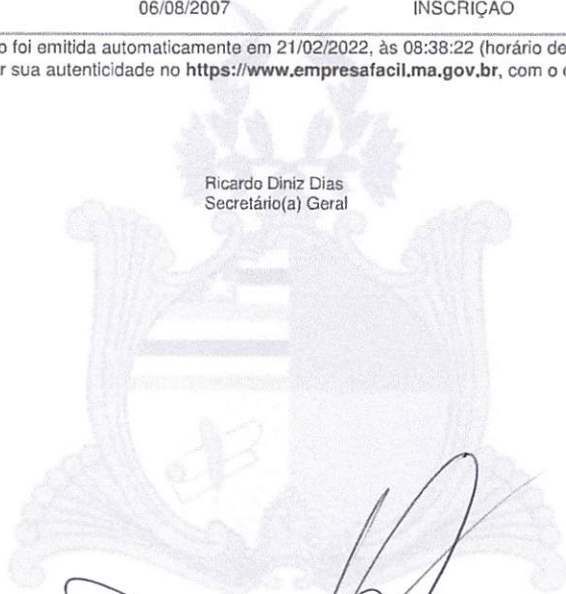 06/08/2007 INSCRIÇÃO
o foi emitida automaticamente em 21/02/2022, às 08:38:22 (horário de
r sua autenticidade no https://www.empresafacil.ma.gov.br, com o
Ricardo Diniz Dias
Secretário(a) Geral